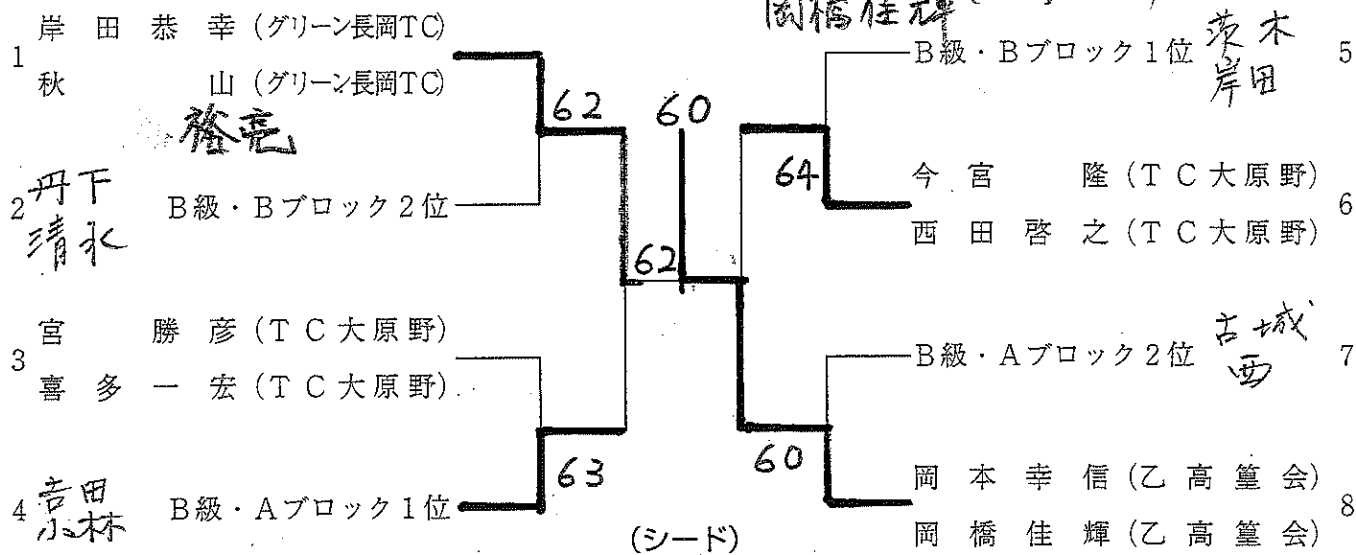 岡橋佳輝
1 岸田恭幸 (グリーン長岡TC)
秋 山 (グリーン長岡TC)
裕亮
2 丹下
清水
B級・Bブロック2位
3 宮 勝彦 (TC大原野)
喜多一宏 (TC大原野)
4 吉田
小林
B級・Aブロック1位
62
63
62
60
64
60
(シード)
B級・Bブロック1位 茨木
岸田
5
今宮 隆 (TC大原野)
西田啓之 (TC大原野)
6
B級・Aブロック2位 古城
西
7
岡本幸信 (乙高篁会)
岡橋佳輝 (乙高篁会)
8